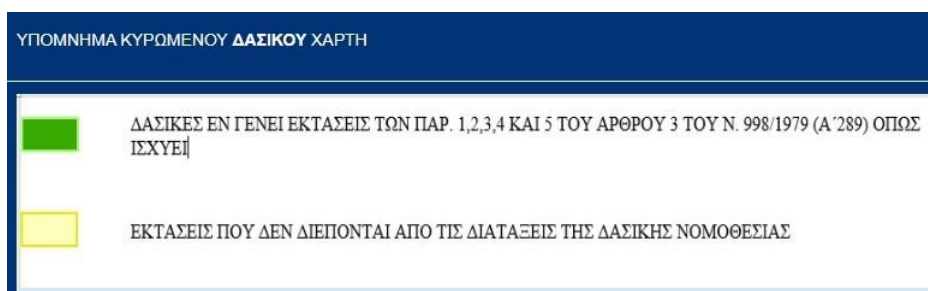 ΥΠΟΜΝΗΜΑ ΚΥΡΩΜΕΝΟΥ ΔΑΣΙΚΟΥ ΧΑΡΤΗ
ΔΑΣΙΚΕΣ ΕΝ ΓΕΝΕΙ ΕΚΤΑΣΕΙΣ ΤΩΝ ΠΑΡ. 1,2,3,4 ΚΑΙ 5 ΤΟΥ ΑΡΘΡΟΥ 3 ΤΟΥ Ν. 998/1979 (Α΄289) ΟΠΩΣ
ΙΣΧΥΕΙ
ΕΚΤΑΣΕΙΣ ΠΟΥ ΔΕΝ ΔΙΕΠΟΝΤΑΙ ΑΠΟ ΤΙΣ ΔΙΑΤΑΞΕΙΣ ΤΗΣ ΔΑΣΙΚΗΣ ΝΟΜΟΘΕΣΙΑΣ